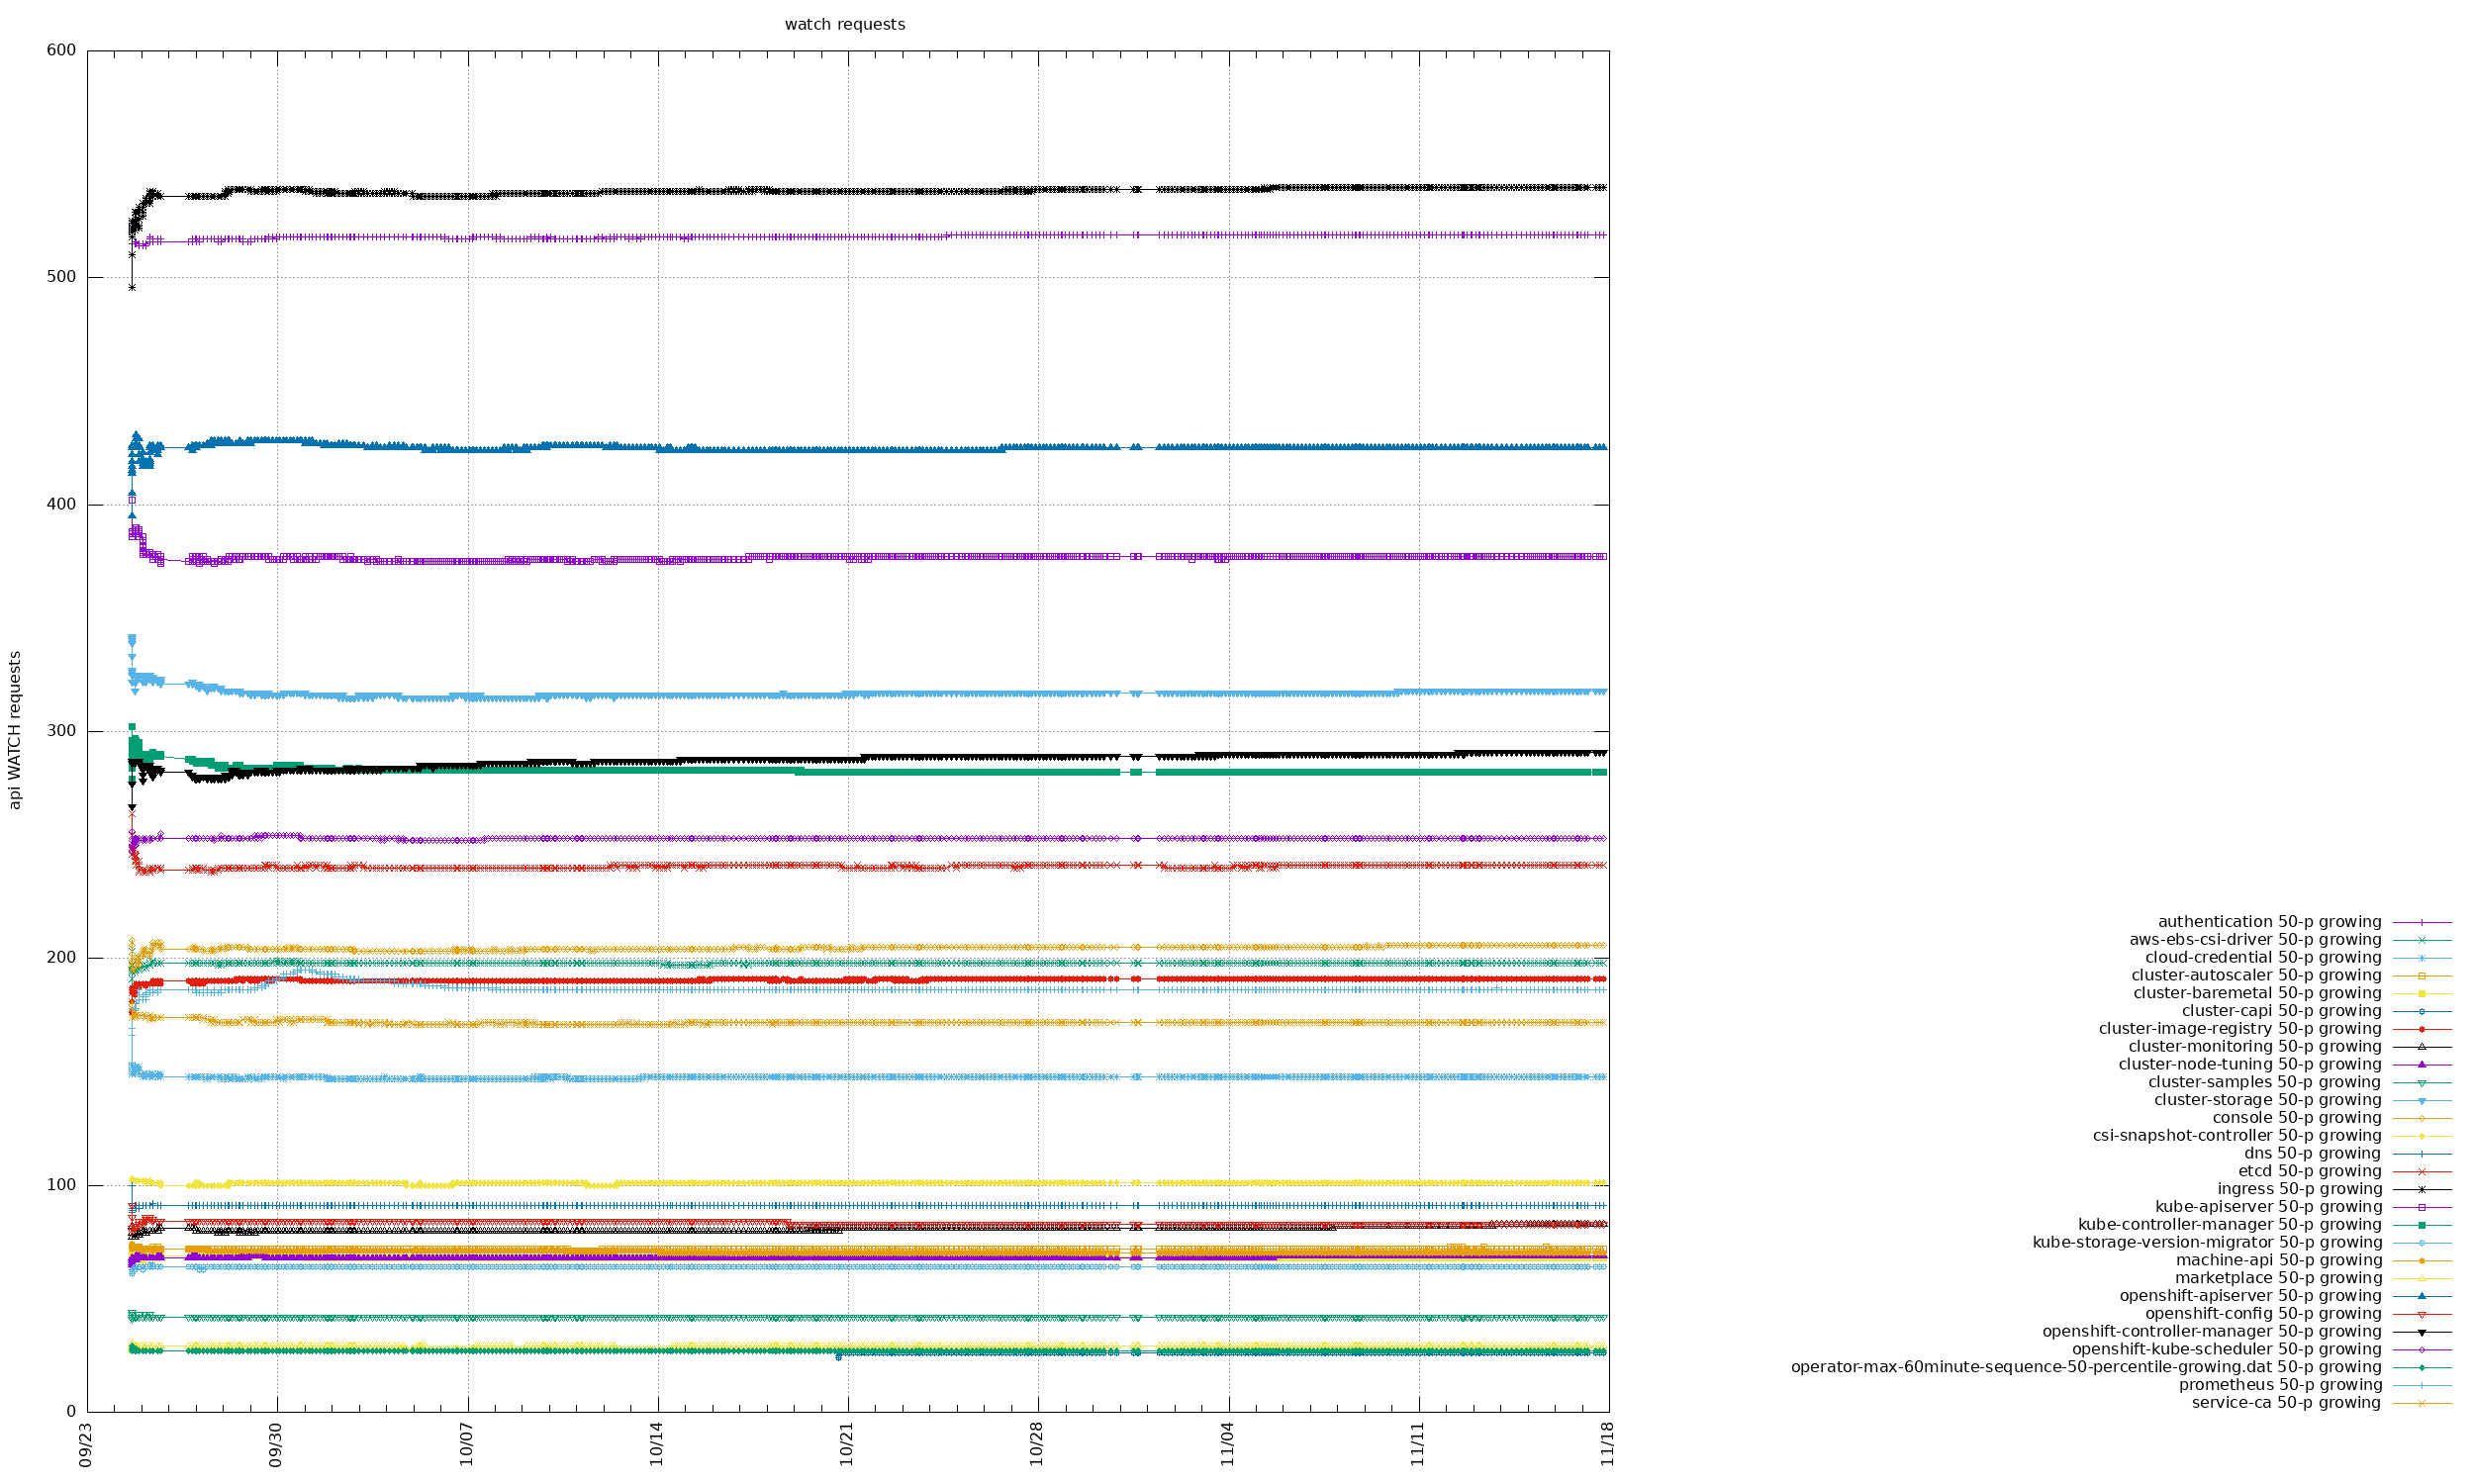 watch requests
600
500
400
300
200
100
0
api WATCH requests
09/23
09/30
10/07
10/14
10/21
10/28
11/04
11/11
11/18
authentication 50-p growing
aws-ebs-csi-driver 50-p growing
cloud-credential 50-p growing
cluster-autoscaler 50-p growing
cluster-baremetal 50-p growing
cluster-capi 50-p growing
cluster-image-registry 50-p growing
cluster-monitoring 50-p growing
cluster-node-tuning 50-p growing
cluster-samples 50-p growing
cluster-storage 50-p growing
console 50-p growing
csi-snapshot-controller 50-p growing
dns 50-p growing
etcd 50-p growing
ingress 50-p growing
kube-apiserver 50-p growing
kube-controller-manager 50-p growing
kube-storage-version-migrator 50-p growing
machine-api 50-p growing
marketplace 50-p growing
openshift-apiserver 50-p growing
openshift-config 50-p growing
openshift-controller-manager 50-p growing
openshift-kube-scheduler 50-p growing
operator-max-60minute-sequence-50-percentile-growing.dat 50-p growing
prometheus 50-p growing
service-ca 50-p growing